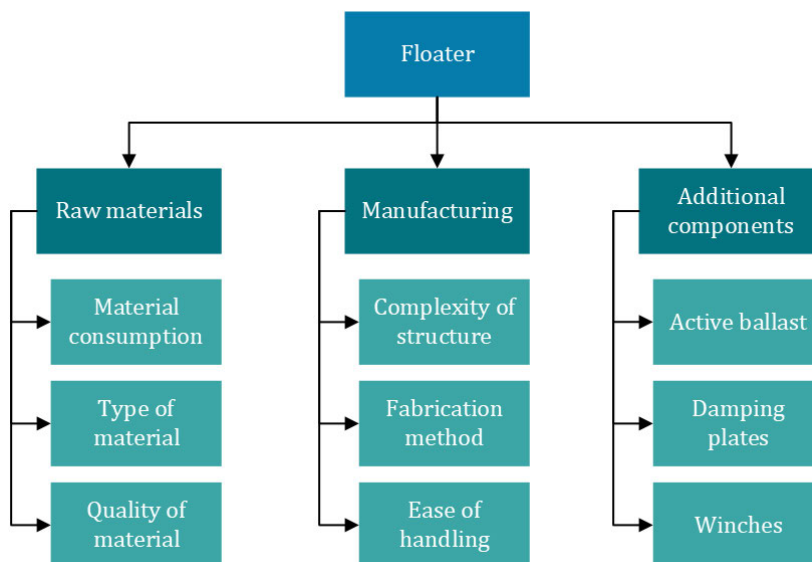 Floater
Raw materials
Manufacturing
Additional
components
Material
consumption
Complexity of
structure
Active ballast
Type of
material
Fabrication
method
Damping
plates
Quality of
material
Ease of
handling
Winches